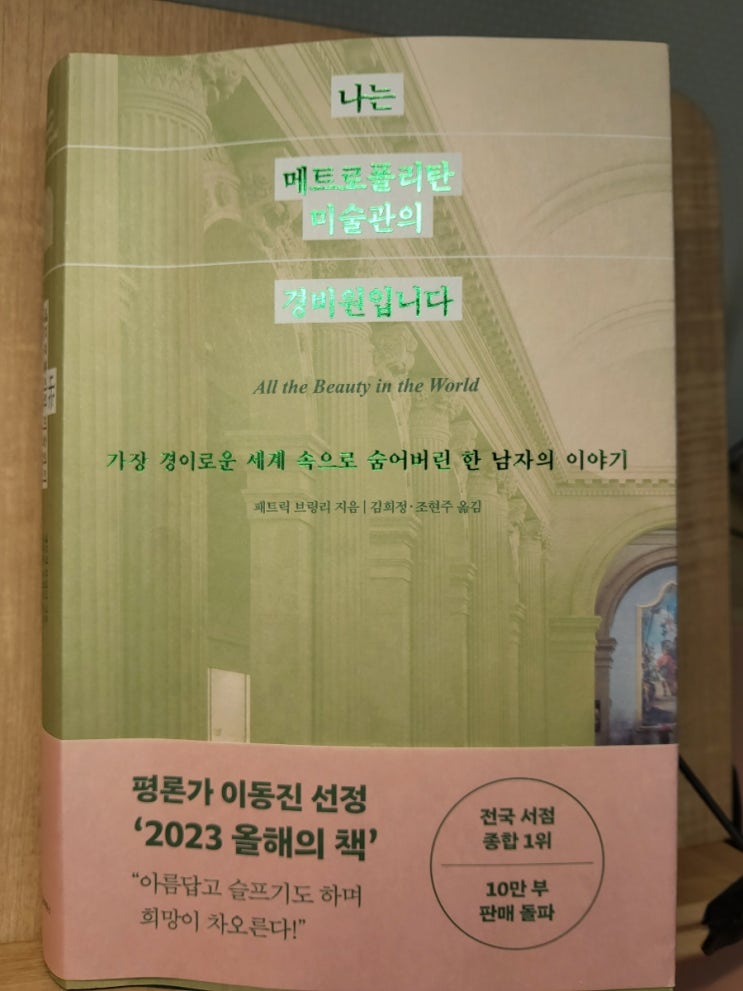 나는
메트로폴리탄
미술관의
경비원입니다
All the Beauty in the World
가장 경이로운 세계 속으로 숨어버린 한 남자의 이야기
패트릭 브링리 지음 | 김희정·조현주 옮김
평론가 이동진 선정
‘2023 올해의 책’
“아름답고 슬프기도 하며
희망이 차오른다!”
전국 서점
종합 1위
10만 부
판매 돌파